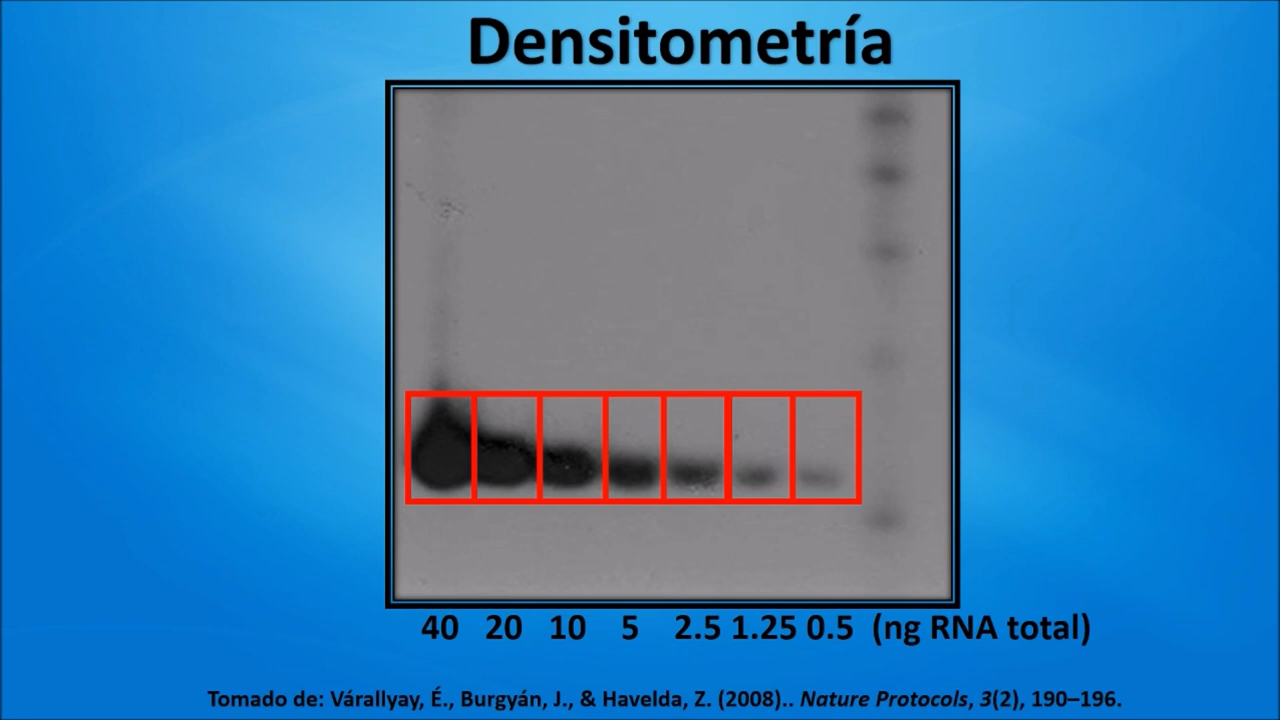 Densitometría
40 20 10 5 2.5 1.25 0.5 (ng RNA total)
Tomado de: Várallyay, É., Burgyán, J., & Havelda, Z. (2008).. Nature Protocols, 3(2), 190–196.